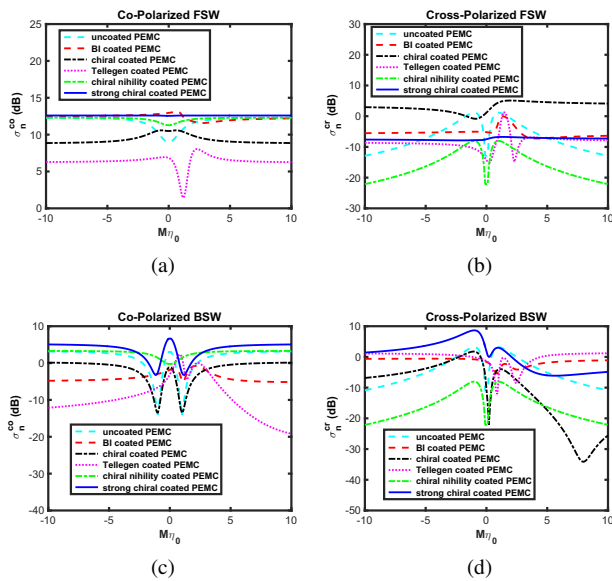 Co-Polarized FSW
25
20
15
10
5
0
σn^co (dB)
uncoated PEMC
BI coated PEMC
chiral coated PEMC
Tellegen coated PEMC
chiral nihility coated PEMC
strong chiral coated PEMC
-10 -5 0 5 10
Mη0
(a)
Cross-Polarized FSW
30
20
10
0
-10
-20
-30
σn^cr (dB)
uncoated PEMC
BI coated PEMC
chiral coated PEMC
Tellegen coated PEMC
chiral nihility coated PEMC
strong chiral coated PEMC
-10 -5 0 5 10
Mη0
(b)
Co-Polarized BSW
10
0
-10
-20
-30
-40
σn^co (dB)
uncoated PEMC
BI coated PEMC
chiral coated PEMC
Tellegen coated PEMC
chiral nihility coated PEMC
strong chiral coated PEMC
-10 -5 0 5 10
Mη0
(c)
Cross-Polarized BSW
10
0
-10
-20
-30
-40
-50
σn^cr (dB)
uncoated PEMC
BI coated PEMC
chiral coated PEMC
Tellegen coated PEMC
chiral nihility coated PEMC
strong chiral coated PEMC
-10 -5 0 5 10
Mη0
(d)